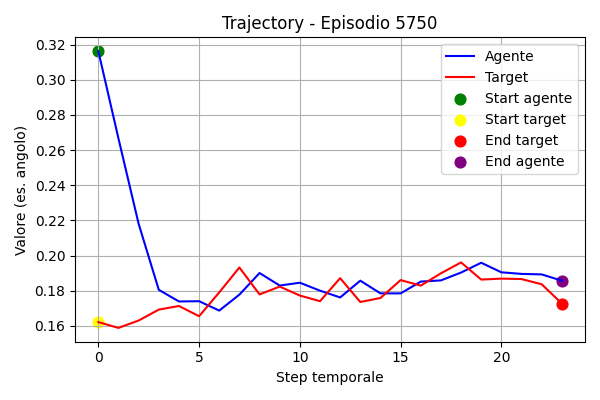 Trajectory - Episodio 5750
Valore (es. angolo)
0.32
0.30
0.28
0.26
0.24
0.22
0.20
0.18
0.16
Agente
Target
Start agente
Start target
End target
End agente
0
5
10
15
20
Step temporale